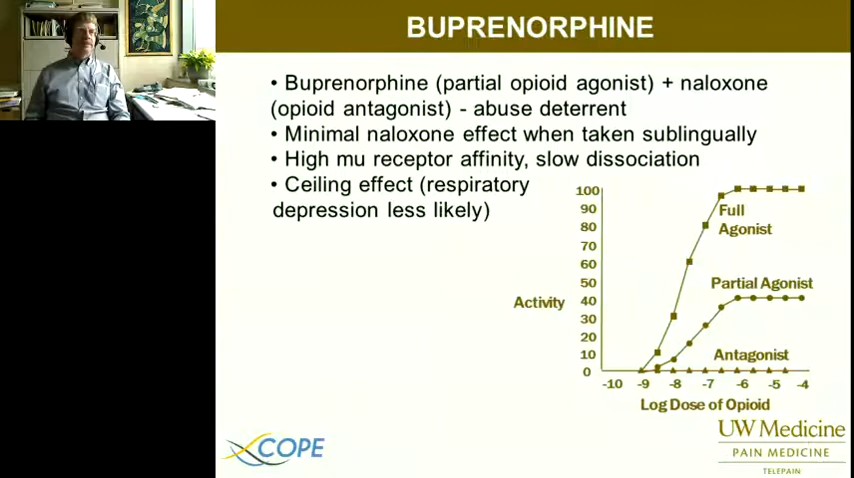 BUPRENORPHINE
• Buprenorphine (partial opioid agonist) + naloxone
(opioid antagonist) - abuse deterrent
• Minimal naloxone effect when taken sublingually
• High mu receptor affinity, slow dissociation
• Ceiling effect (respiratory
depression less likely)
100
90
80
70
60
50
40
30
20
10
0
Activity
Full
Agonist
Partial Agonist
Antagonist
-10 -9 -8 -7 -6 -5 -4
Log Dose of Opioid
COPE
UW Medicine
PAIN MEDICINE
TELEPAIN